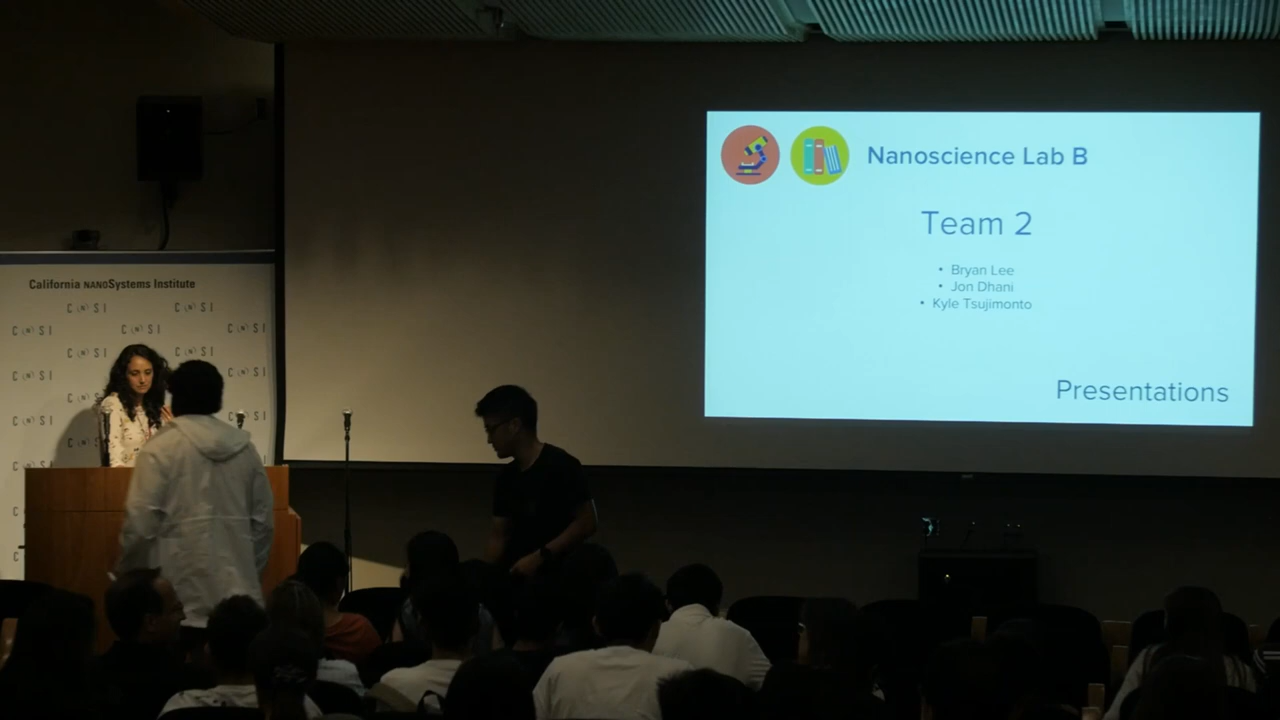 Nanoscience Lab B
Team 2
• Bryan Lee
• Jon Dhani
• Kyle Tsujimonto
Presentations
California NANOSystems Institute
C (N) S I C (N) S I
C (N) S I C (N) S I C (N) S I
C (N) S I C (N) S I
C (N) S I C (N) S I
C (N) S I
C (N) S I C (N) S I